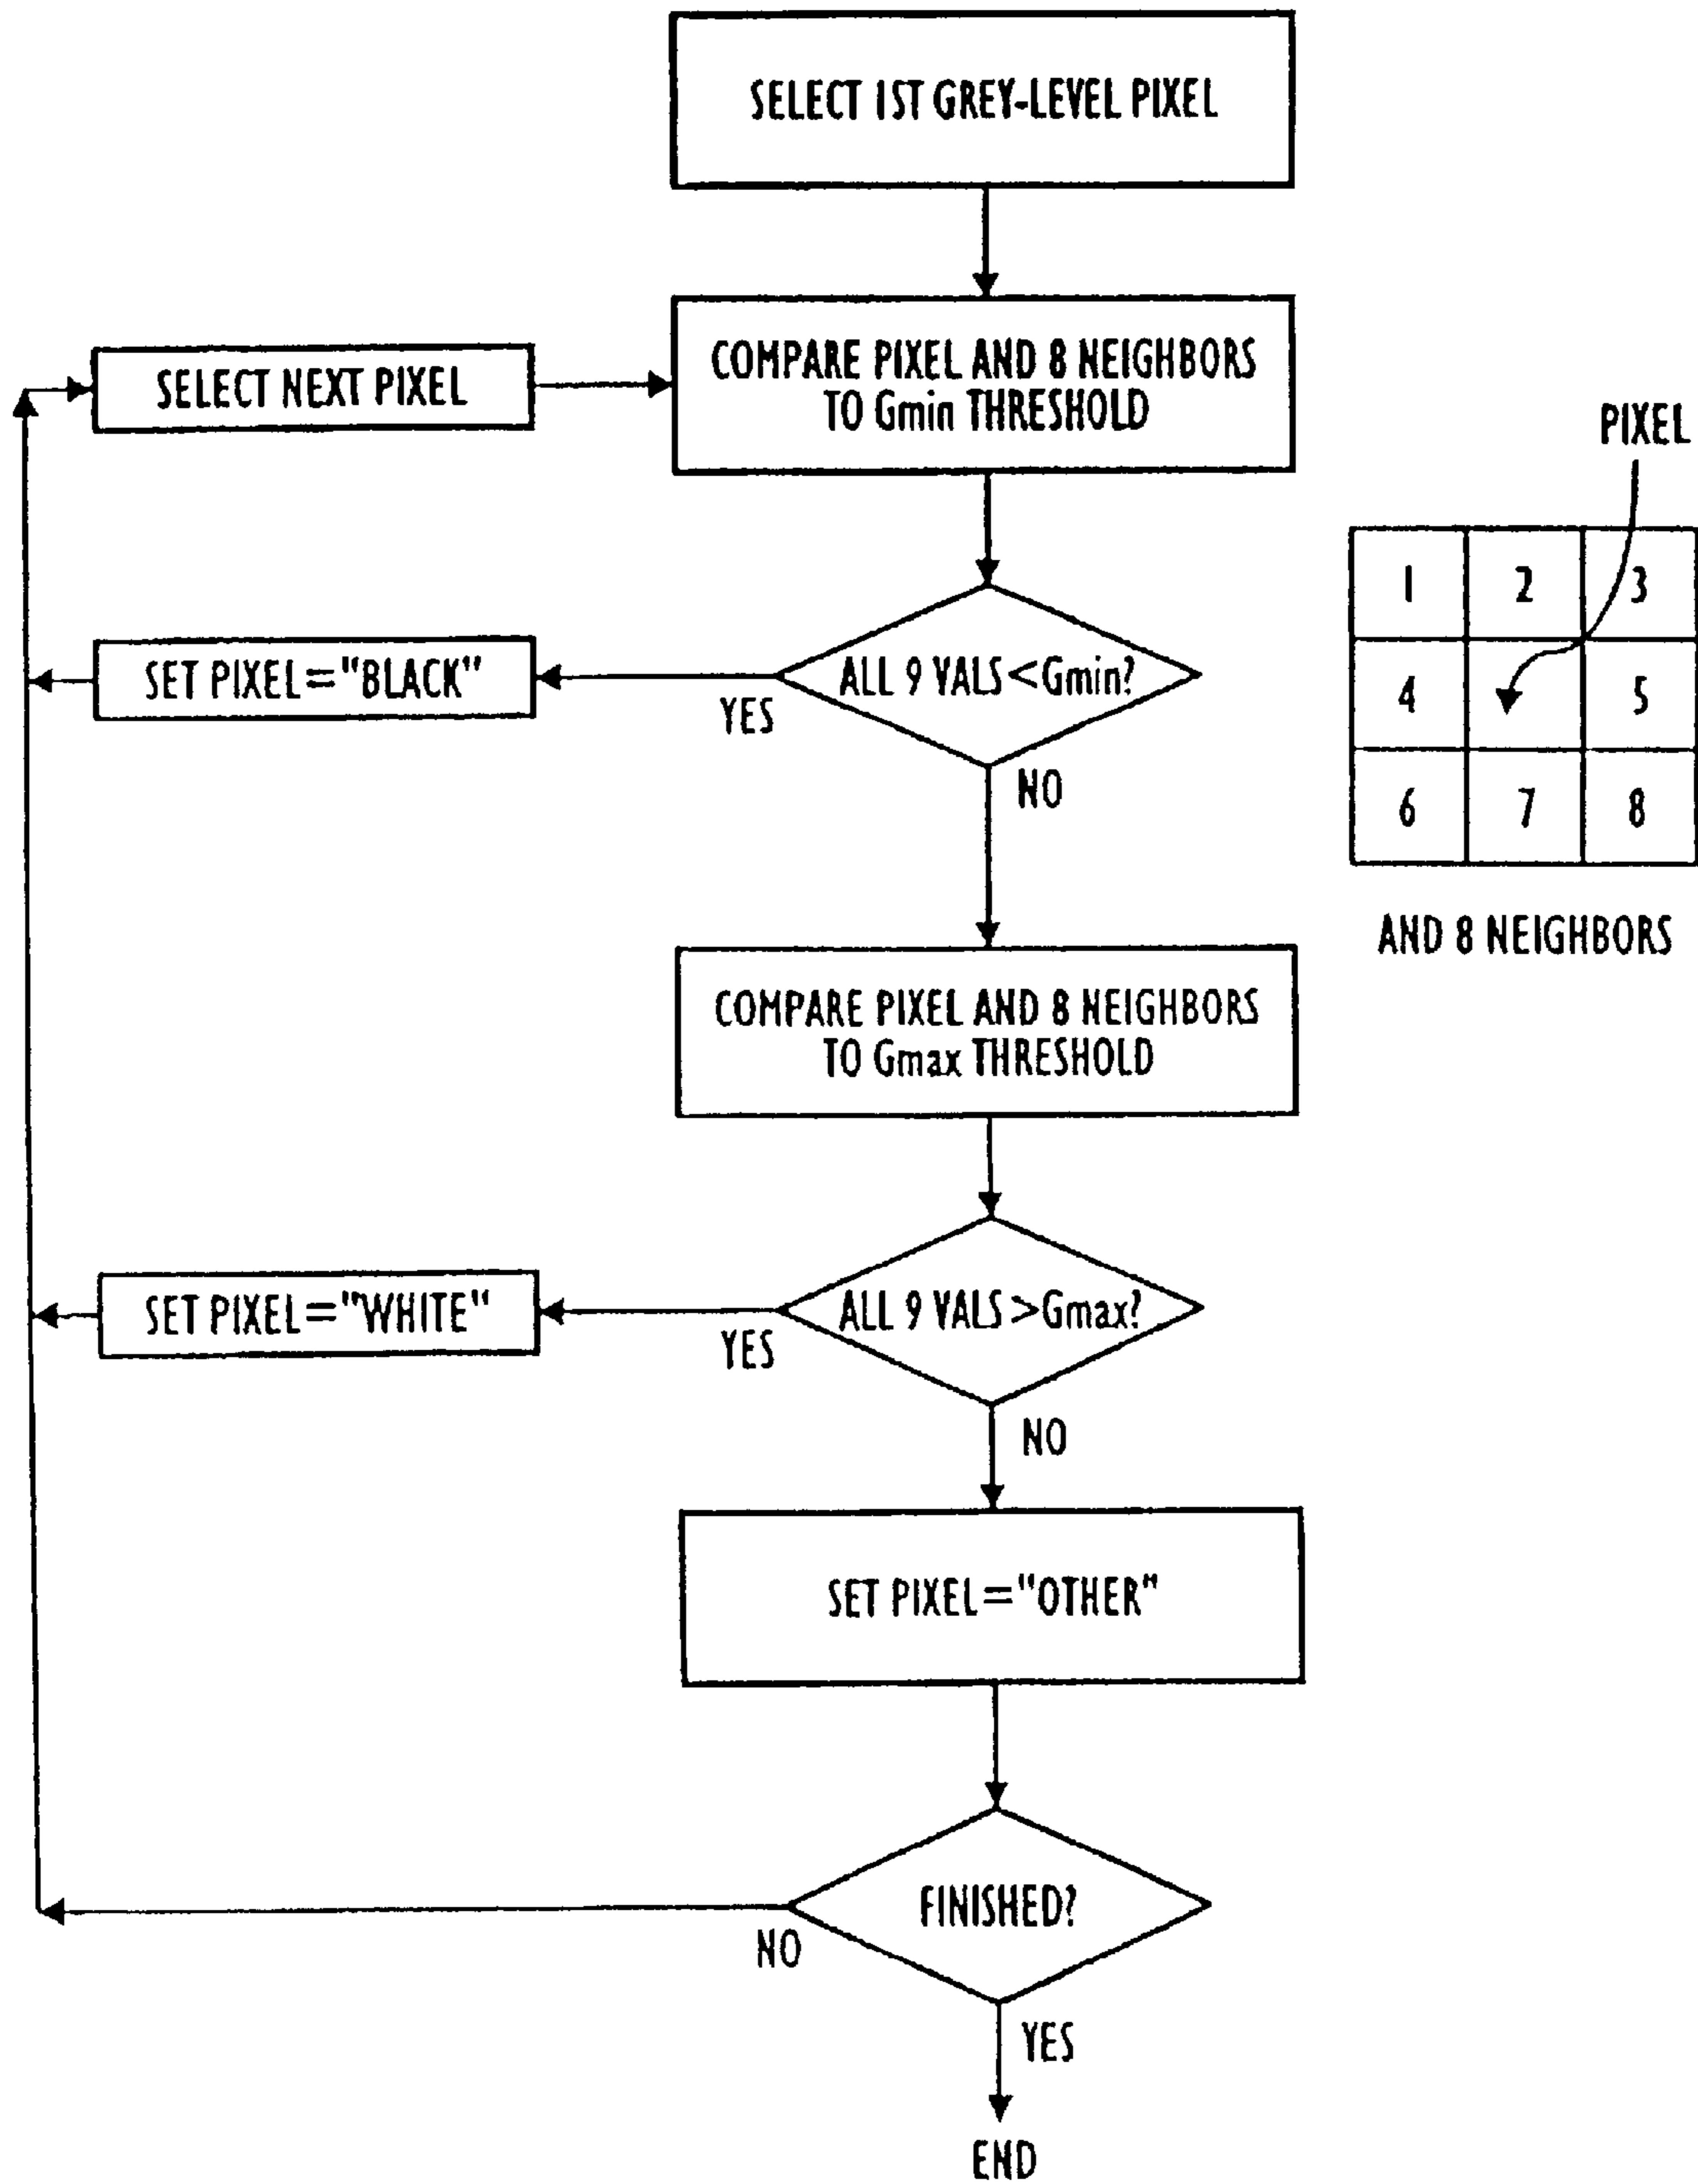 SELECT 1ST GREY-LEVEL PIXEL
SELECT NEXT PIXEL
COMPARE PIXEL AND 8 NEIGHBORS
TO Gmin THRESHOLD
PIXEL
1 2 3
4 5
6 7 8
AND 8 NEIGHBORS
SET PIXEL="BLACK"
YES
ALL 9 VALS<Gmin?
NO
COMPARE PIXEL AND 8 NEIGHBORS
TO Gmax THRESHOLD
SET PIXEL="WHITE"
YES
ALL 9 VALS>Gmax?
NO
SET PIXEL="OTHER"
FINISHED?
NO
YES
END